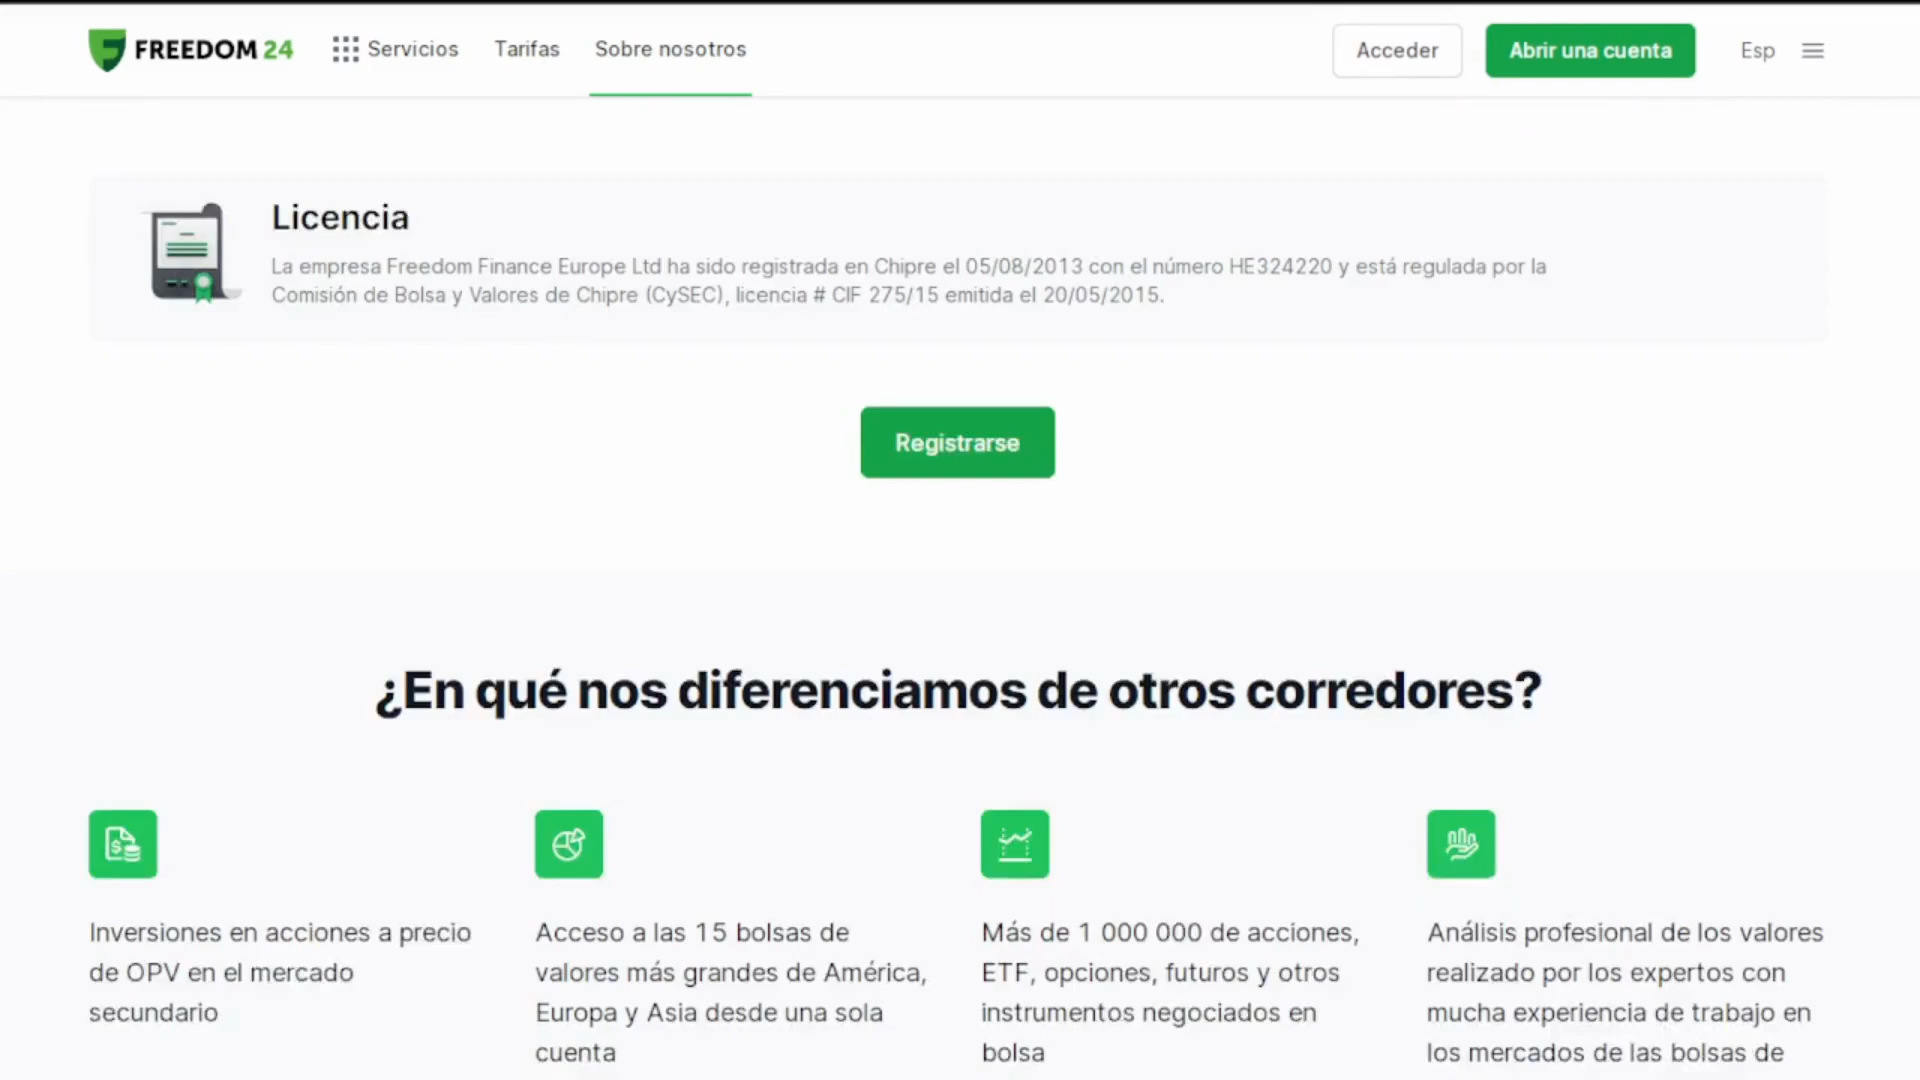 FREEDOM 24
Servicios
Tarifas
Sobre nosotros
Acceder
Abrir una cuenta
Esp
Licencia
La empresa Freedom Finance Europe Ltd ha sido registrada en Chipre el 05/08/2013 con el número HE324220 y está regulada por la
Comisión de Bolsa y Valores de Chipre (CySEC), licencia # CIF 275/15 emitida el 20/05/2015.
Registrarse
¿En qué nos diferenciamos de otros corredores?
Inversiones en acciones a precio
de OPV en el mercado
secundario
Acceso a las 15 bolsas de
valores más grandes de América,
Europa y Asia desde una sola
cuenta
Más de 1 000 000 de acciones,
ETF, opciones, futuros y otros
instrumentos negociados en
bolsa
Análisis profesional de los valores
realizado por los expertos con
mucha experiencia de trabajo en
los mercados de las bolsas de